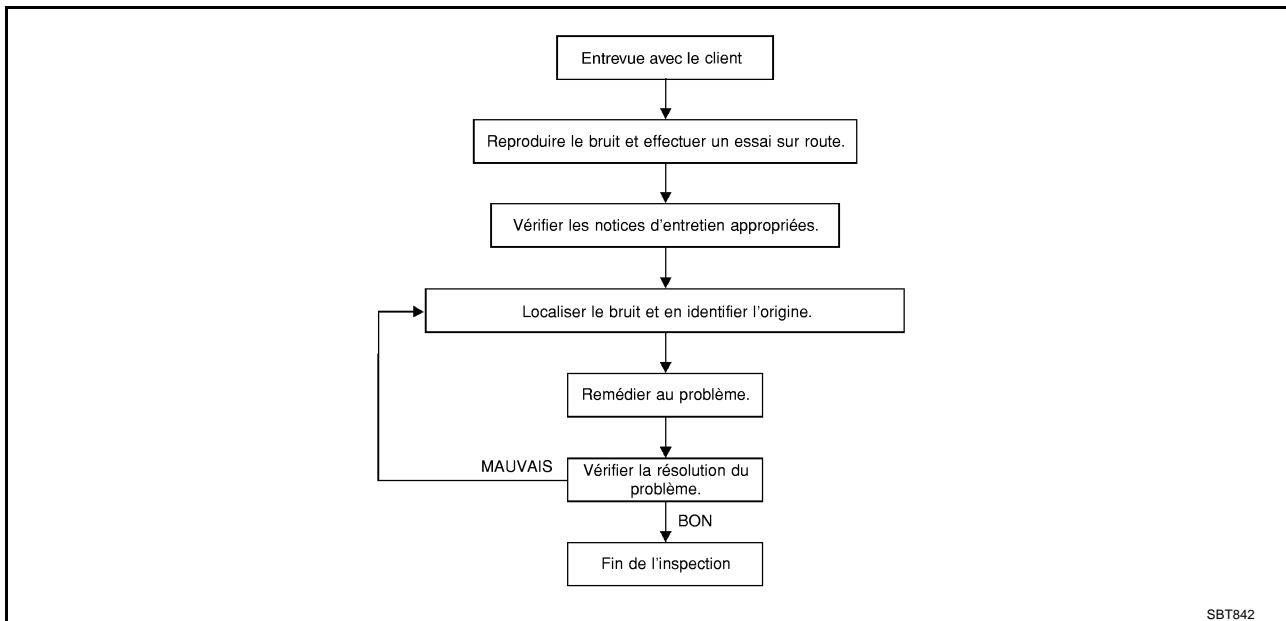 Entrevue avec le client
Reproduire le bruit et effectuer un essai sur route.
Vérifier les notices d'entretien appropriées.
Localiser le bruit et en identifier l'origine.
Remédier au problème.
MAUVAIS
Vérifier la résolution du
problème.
BON
Fin de l'inspection
SBT842